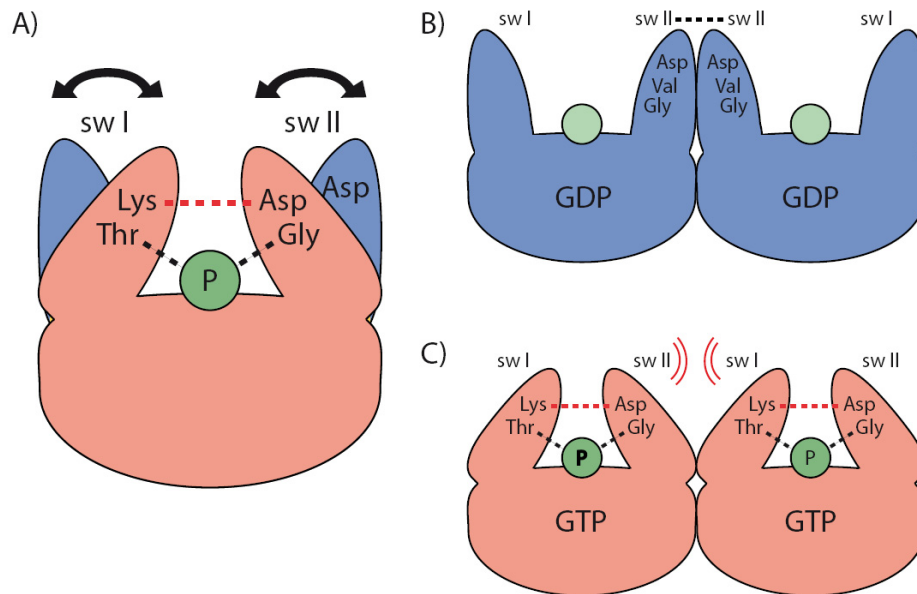 A)
sw I sw II
Lys Asp Asp
Thr Gly
P
B)
sw I sw II sw II sw I
Asp Asp
Val Val
Gly Gly
GDP GDP
C)
sw I sw II sw I sw II
Lys Asp Lys Asp
Thr Gly Thr Gly
P P
GTP GTP